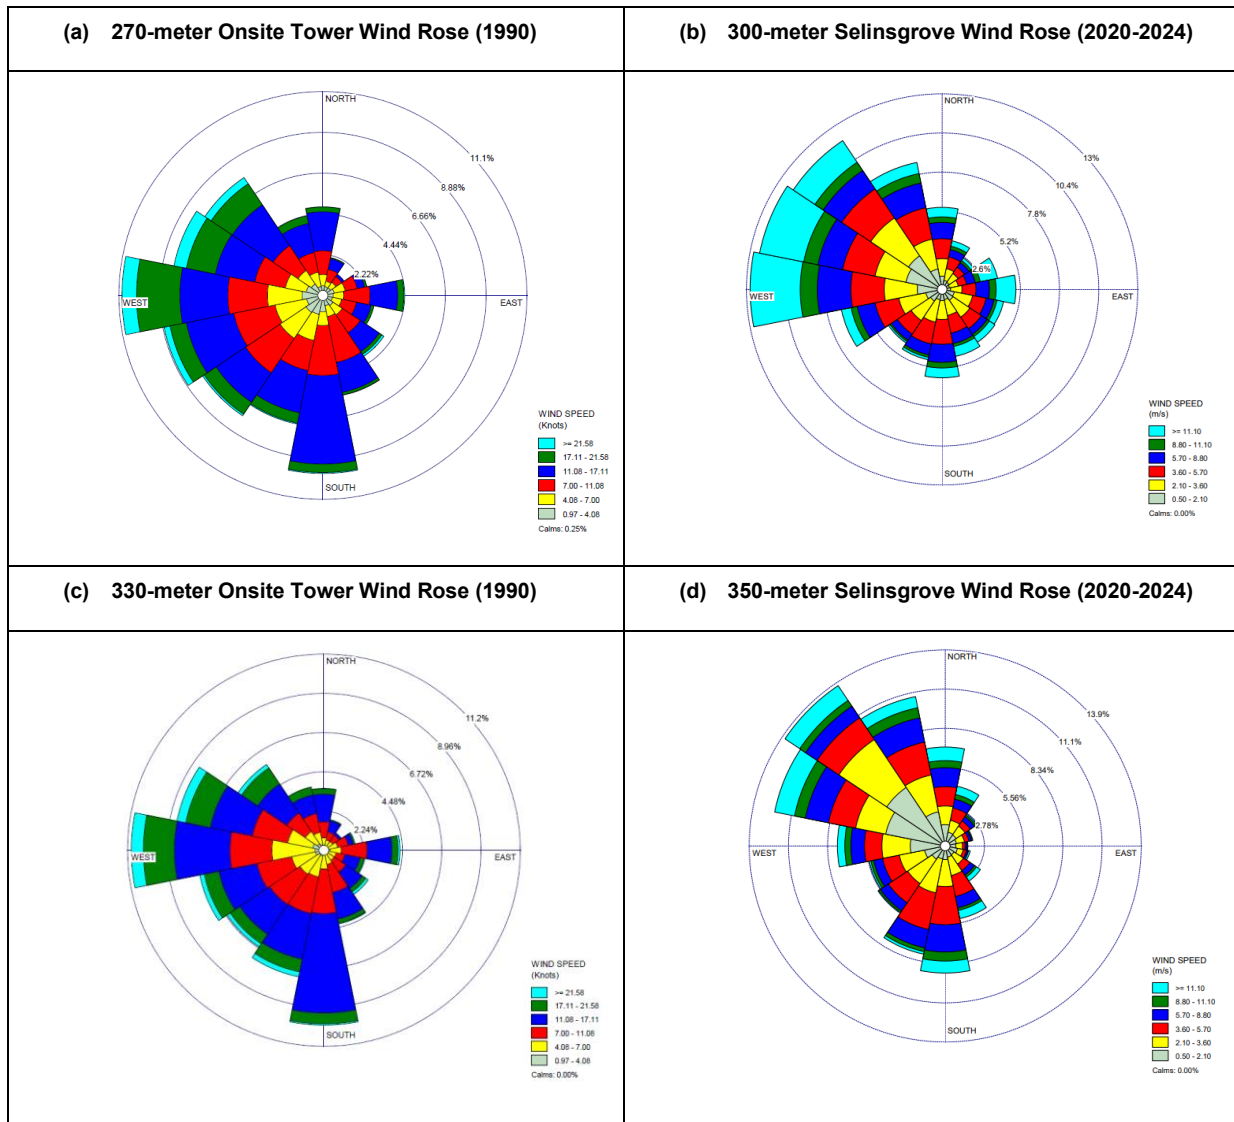 (a) 270-meter Onsite Tower Wind Rose (1990)
(b) 300-meter Selinsgrove Wind Rose (2020-2024)
NORTH
11.1%
8.88%
6.66%
4.44%
2.22%
WEST
EAST
SOUTH
WIND SPEED
(Knots)
>= 21.58
17.11 - 21.58
11.08 - 17.11
7.00 - 11.08
4.08 - 7.00
0.97 - 4.08
Calms: 0.25%
NORTH
13%
10.4%
7.8%
5.2%
2.6%
WEST
EAST
SOUTH
WIND SPEED
(m/s)
>= 11.10
8.80 - 11.10
5.70 - 8.80
3.60 - 5.70
2.10 - 3.60
0.50 - 2.10
Calms: 0.00%
(c) 330-meter Onsite Tower Wind Rose (1990)
(d) 350-meter Selinsgrove Wind Rose (2020-2024)
NORTH
11.2%
8.96%
6.72%
4.48%
2.24%
WEST
EAST
SOUTH
WIND SPEED
(Knots)
>= 21.58
17.11 - 21.58
11.08 - 17.11
7.00 - 11.08
4.08 - 7.00
0.97 - 4.08
Calms: 0.00%
NORTH
13.9%
11.1%
8.34%
5.56%
2.78%
WEST
EAST
SOUTH
WIND SPEED
(m/s)
>= 11.10
8.80 - 11.10
5.70 - 8.80
3.60 - 5.70
2.10 - 3.60
0.50 - 2.10
Calms: 0.00%